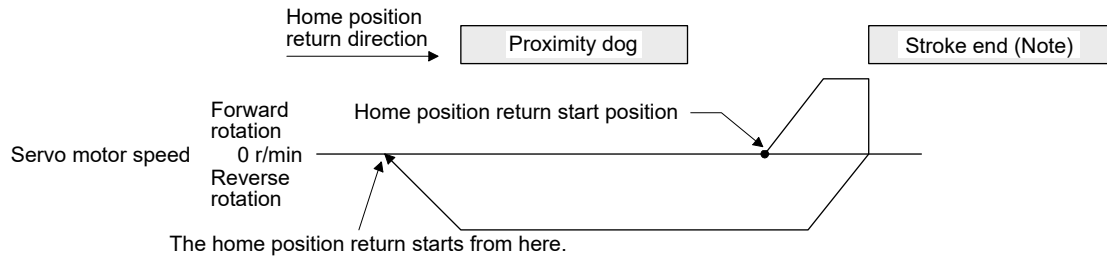 Home position
return direction
Proximity dog
Stroke end (Note)
Home position return start position
Forward
rotation
Servo motor speed 0 r/min
Reverse
rotation
The home position return starts from here.